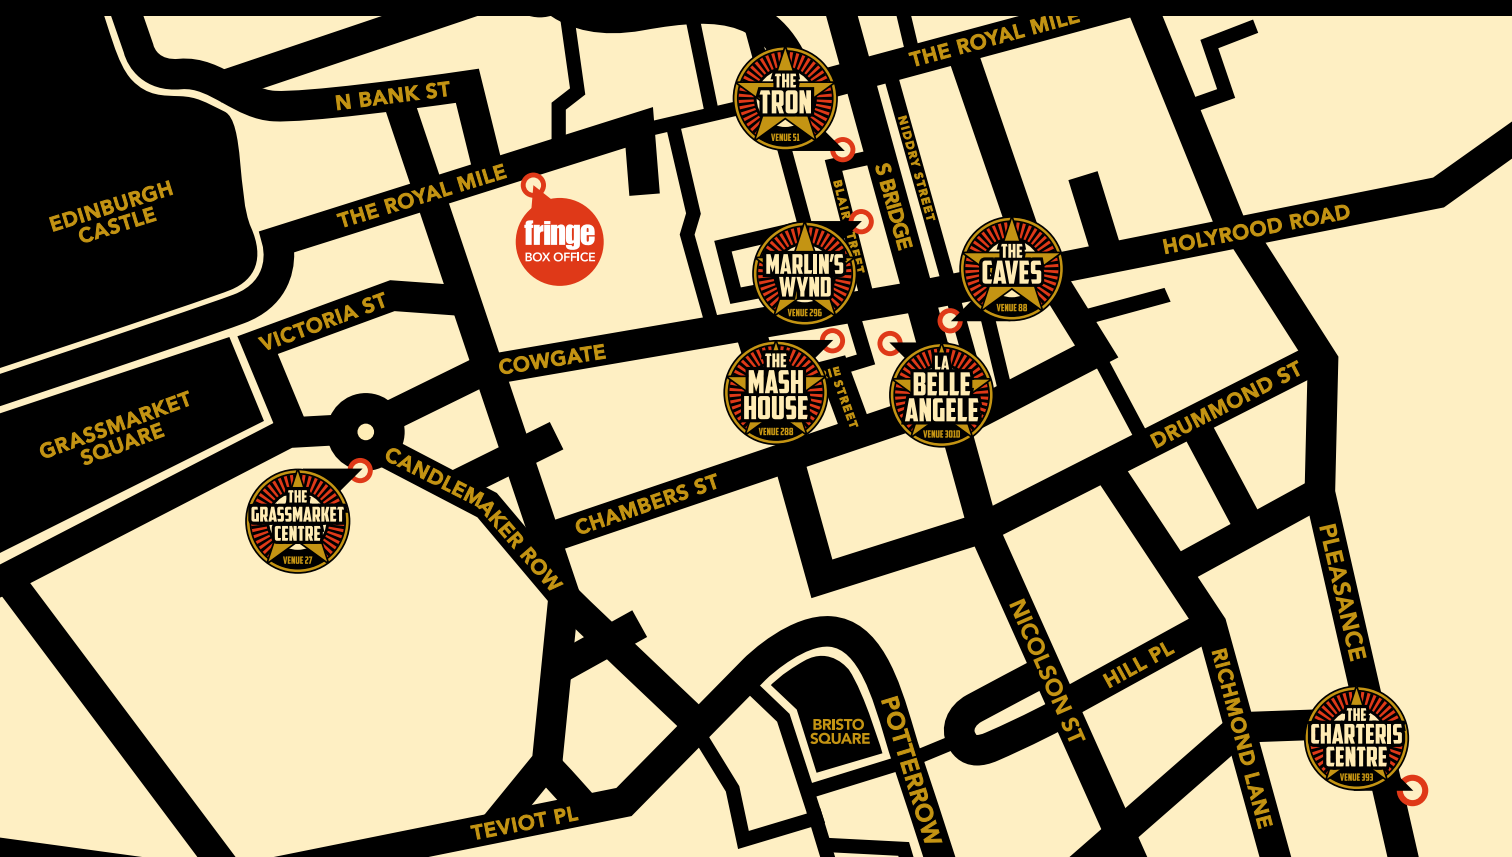 THE ROYAL MILE
THE
TRON
VENUE 51
N BANK ST
NIDDRY STREET
S BRIDGE
THE ROYAL MILE
EDINBURGH
CASTLE
fringe
BOX OFFICE
HOLYROOD ROAD
MARLIN'S
WYND
VENUE 296
THE
CAVES
VENUE 88
VICTORIA ST
COWGATE
THE
MASH
HOUSE
VENUE 288
STREET
LA
BELLE
ANGELE
VENUE 3010
DRUMMOND ST
GRASSMARKET
SQUARE
CANDLEMAKER ROW
THE
GRASSMARKET
CENTRE
VENUE 27
CHAMBERS ST
PLEASANCE
NICOLSON ST
HILL PL
RICHMOND LANE
BRISTO
SQUARE
POTTERROW
THE
CHARTERIS
CENTRE
VENUE 393
TEVIOT PL